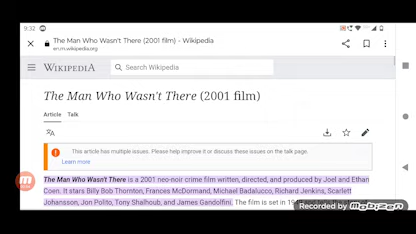 9:32
The Man Who Wasn't There (2001 film) - Wikipedia
en.m.wikipedia.org
WIKIPEDIA
Search Wikipedia
The Man Who Wasn't There (2001 film)
Article Talk
This article has multiple issues. Please help improve it or discuss these issues on the talk page.
Learn more
The Man Who Wasn't There is a 2001 neo-noir crime film written, directed, and produced by Joel and Ethan
Coen. It stars Billy Bob Thornton, Frances McDormand, Michael Badalucco, Richard Jenkins, Scarlett
Johansson, Jon Polito, Tony Shalhoub, and James Gandolfini. The film is set in
Recorded by Mobizen